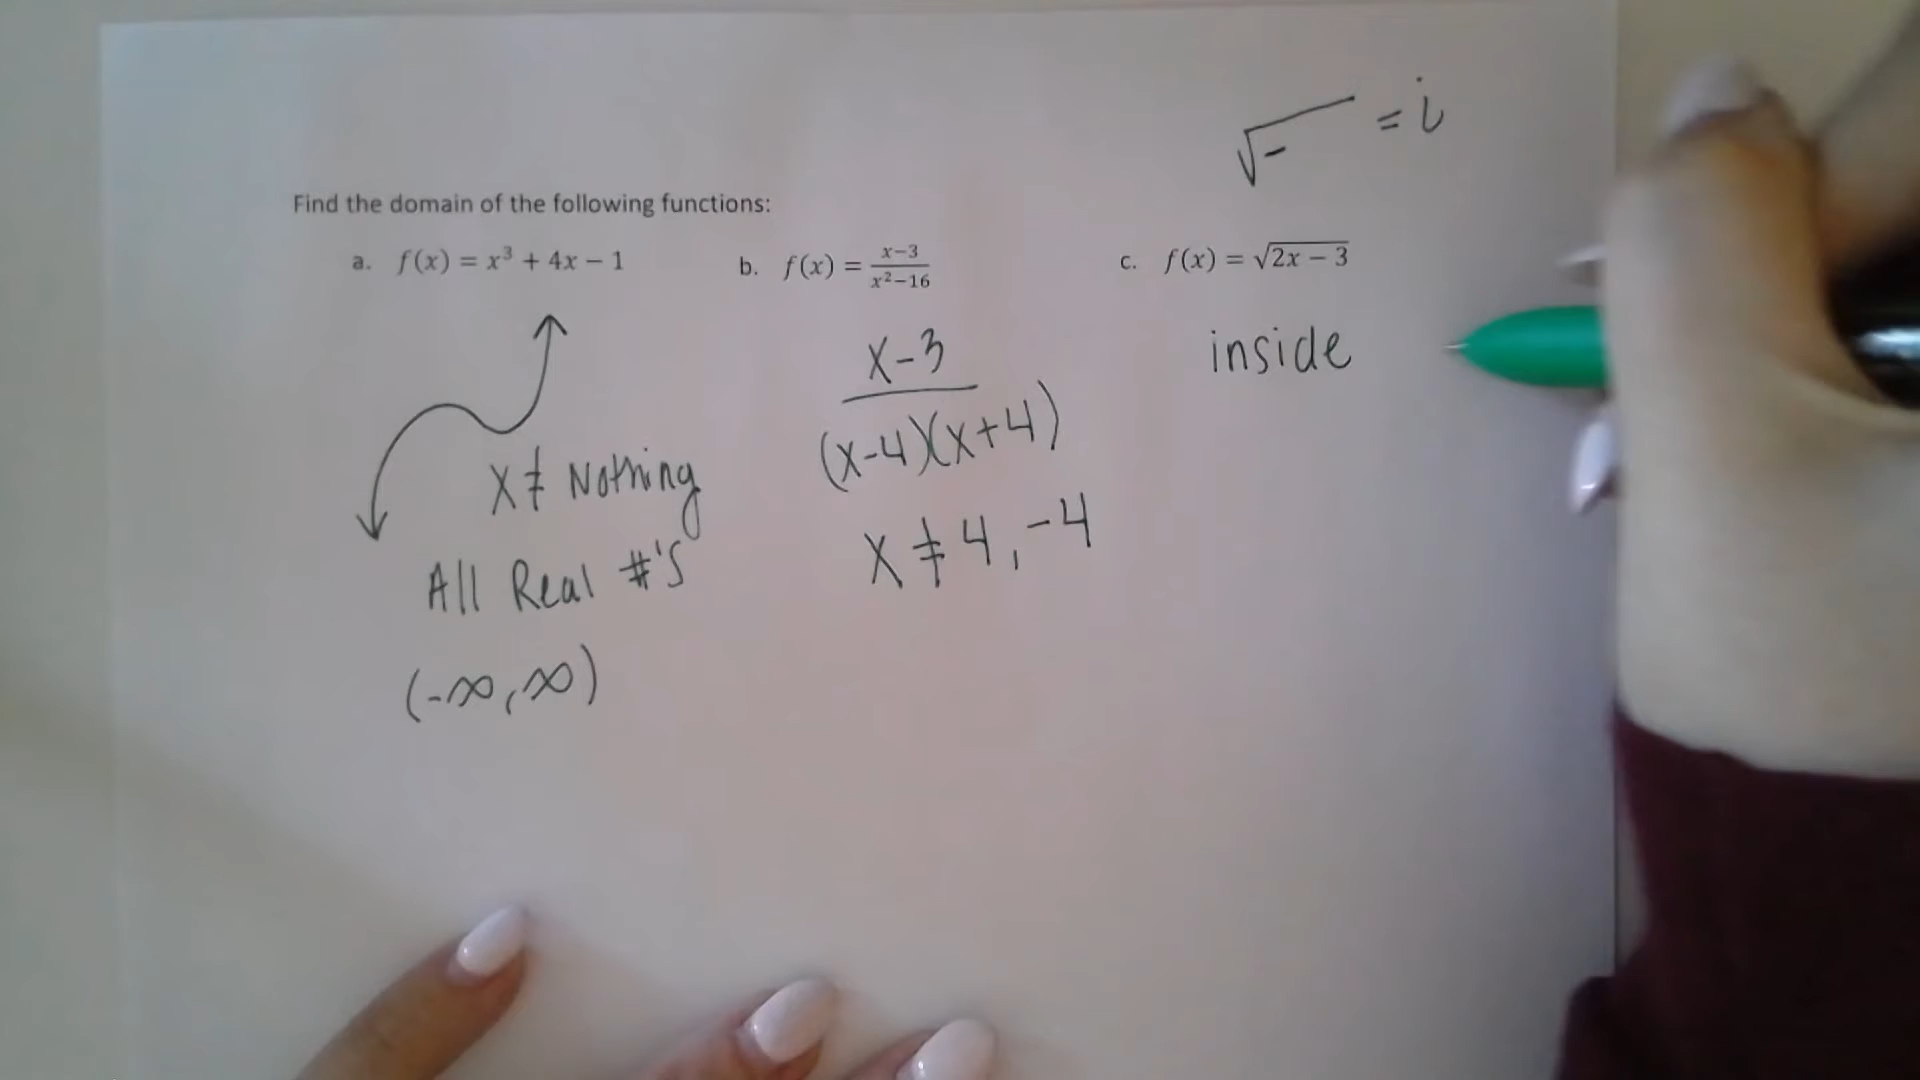 √- = i
Find the domain of the following functions:
a. f(x) = x³ + 4x − 1
b. f(x) = (x−3)/(x²−16)
c. f(x) = √(2x − 3)
x ≠ Nothing
All Real #'s
(-∞, ∞)
x-3
(x-4)(x+4)
x ≠ 4, -4
inside